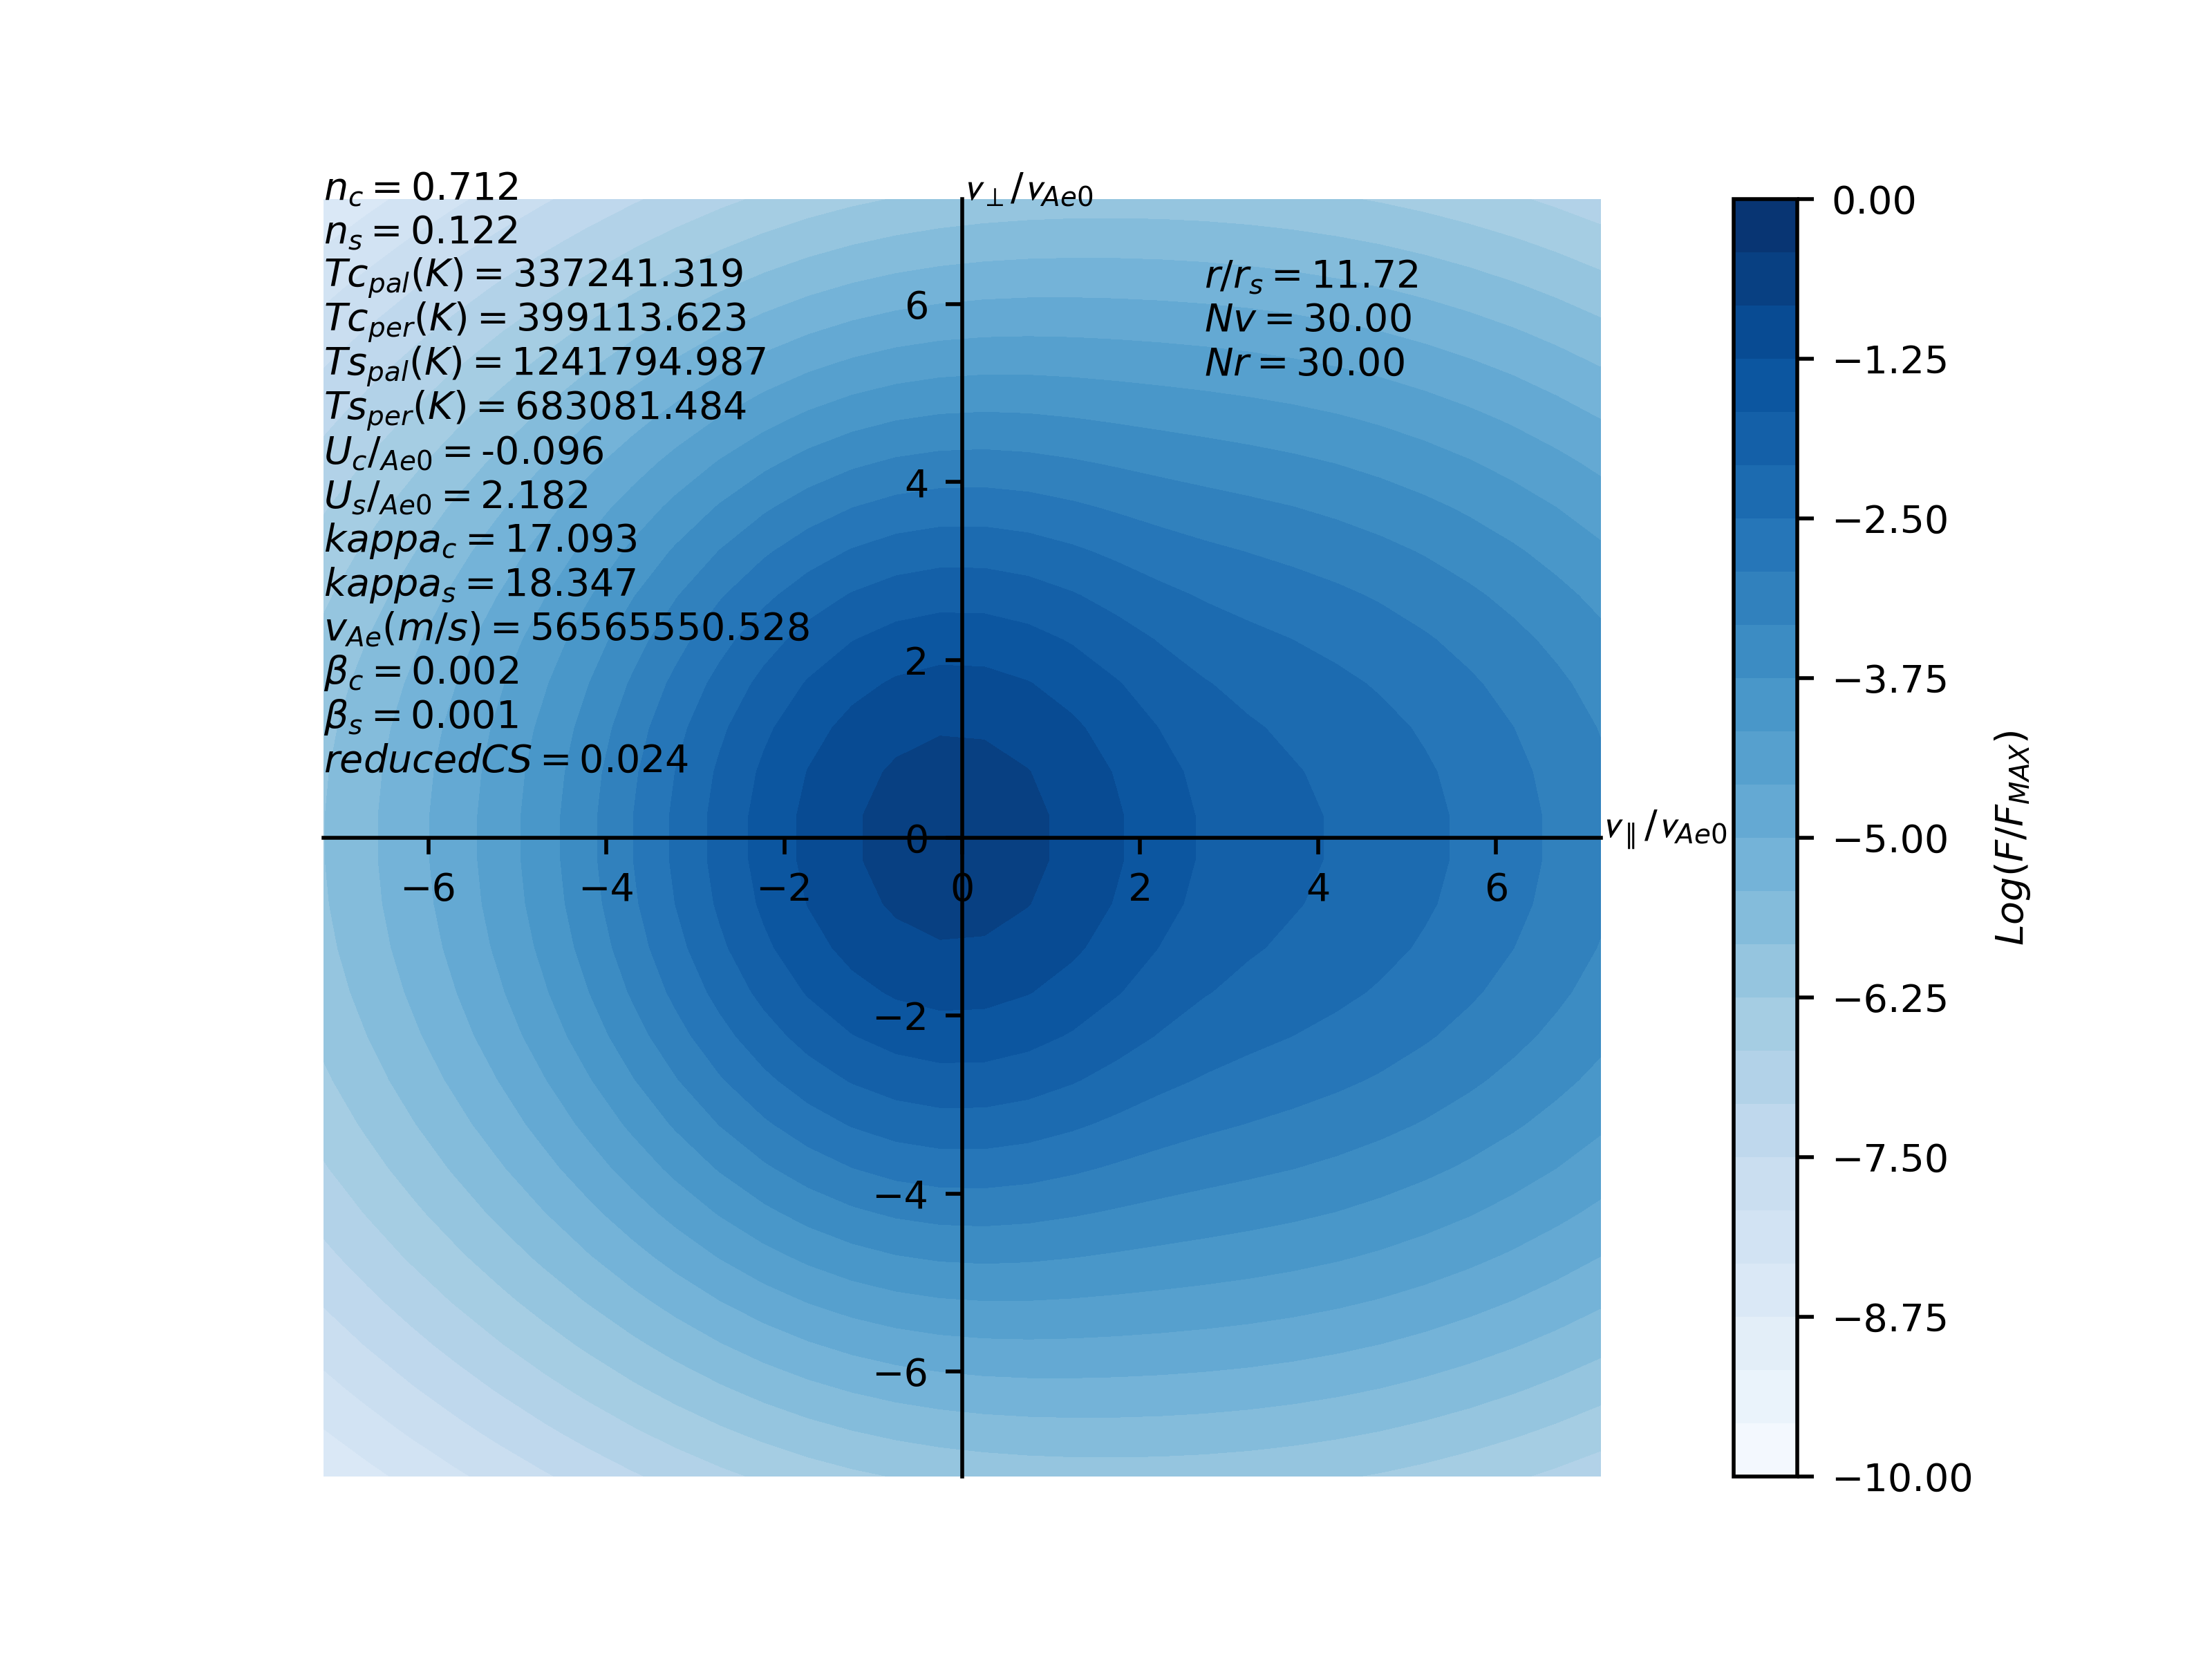 n_c = 0.712
n_s = 0.122
Tc_pal(K) = 337241.319
Tc_per(K) = 399113.623
Ts_pal(K) = 1241794.987
Ts_per(K) = 683081.484
U_c/_Ae0 = -0.096
U_s/_Ae0 = 2.182
kappa_c = 17.093
kappa_s = 18.347
v_Ae(m/s) = 56565550.528
β_c = 0.002
β_s = 0.001
reducedCS = 0.024
v_⊥/v_Ae0
r/r_s = 11.72
Nv = 30.00
Nr = 30.00
6
4
2
0
−2
−4
−6
−6 −4 −2 0 2 4 6
v_∥/v_Ae0
0.00
−1.25
−2.50
−3.75
−5.00
−6.25
−7.50
−8.75
−10.00
Log(F/F_MAX)